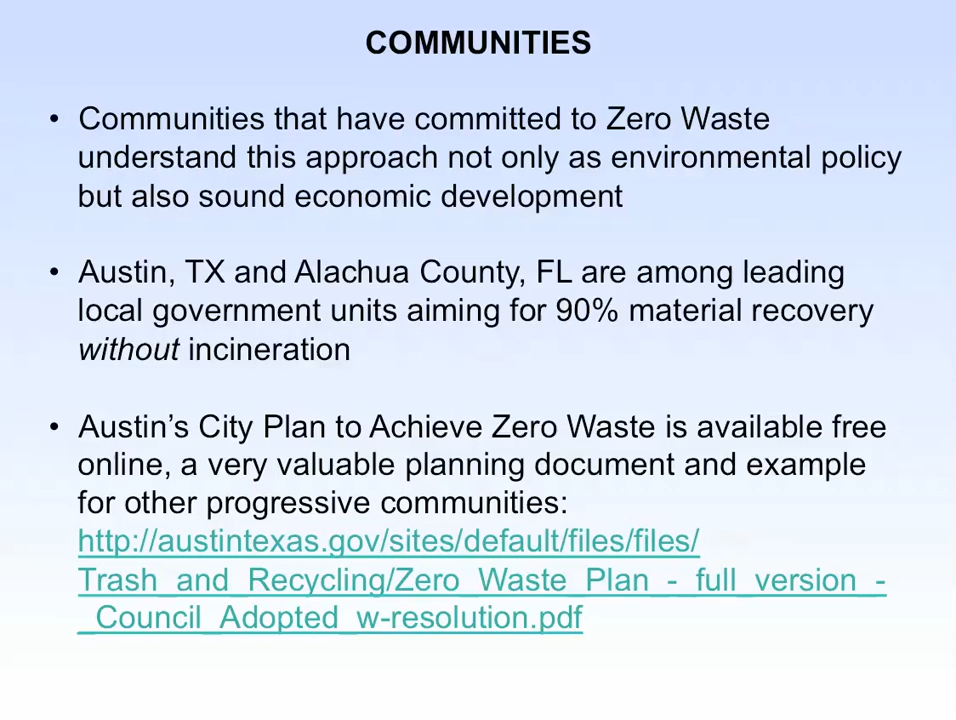 COMMUNITIES
• Communities that have committed to Zero Waste
understand this approach not only as environmental policy
but also sound economic development
• Austin, TX and Alachua County, FL are among leading
local government units aiming for 90% material recovery
without incineration
• Austin’s City Plan to Achieve Zero Waste is available free
online, a very valuable planning document and example
for other progressive communities:
http://austintexas.gov/sites/default/files/files/
Trash_and_Recycling/Zero_Waste_Plan_-_full_version_-
_Council_Adopted_w-resolution.pdf